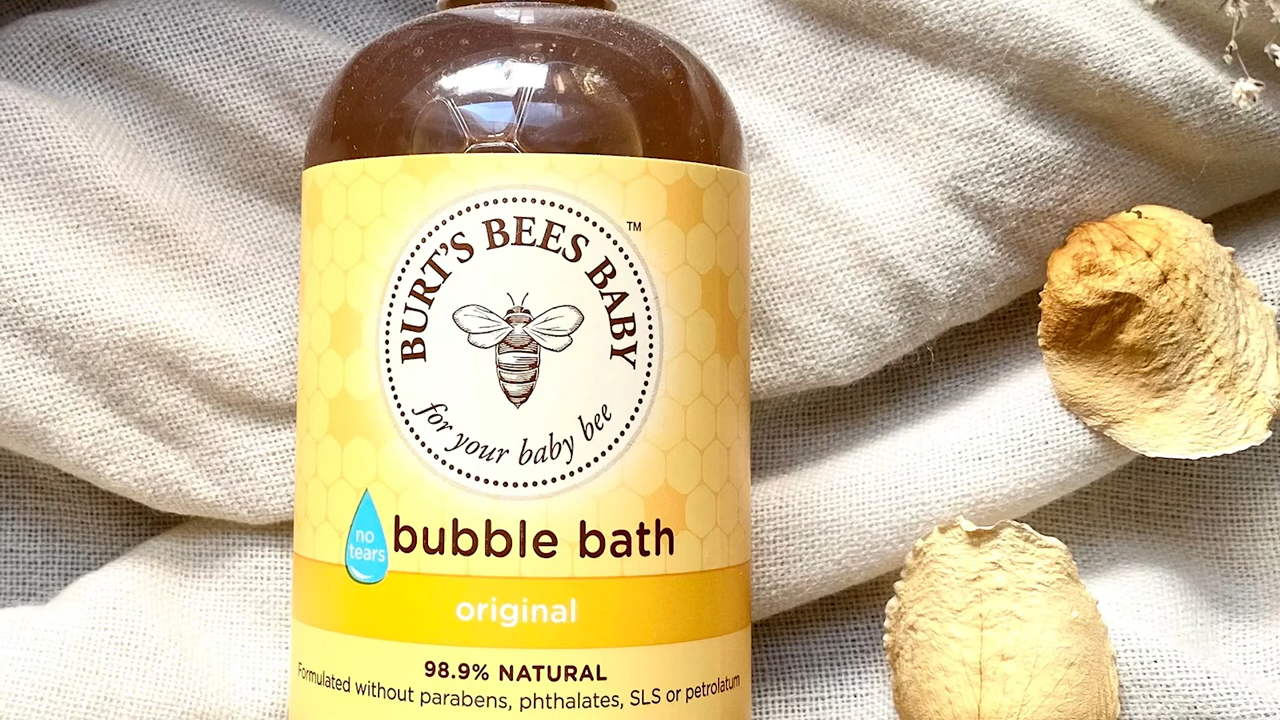 BURT'S BEES BABY
TM
for your baby bee
no
tears
bubble bath
original
98.9% NATURAL
Formulated without parabens, phthalates, SLS or petrolatum